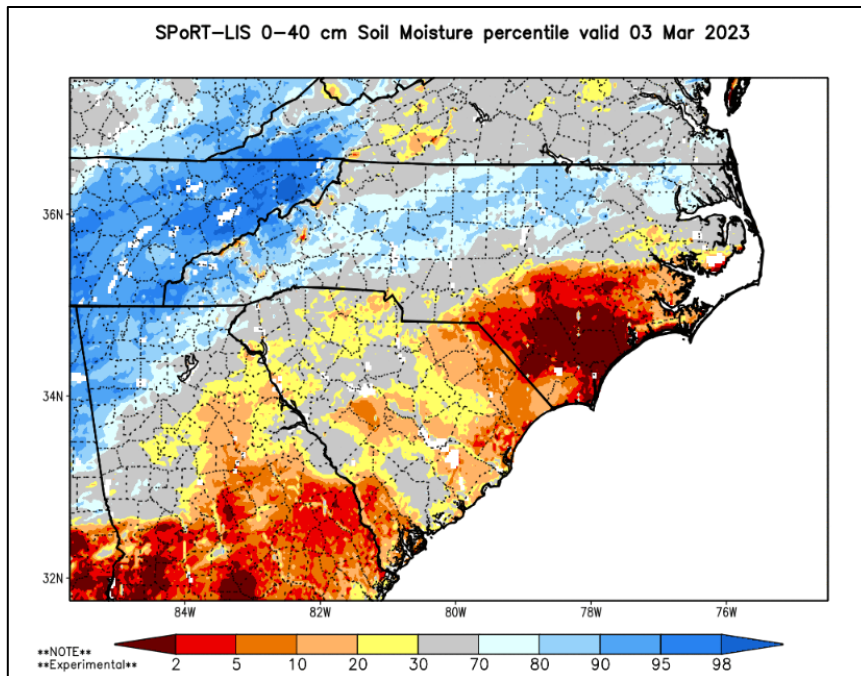 SPoRT-LIS 0-40 cm Soil Moisture percentile valid 03 Mar 2023
36N
34N
32N
84W 82W 80W 78W 76W
**NOTE**
**Experimental**
2 5 10 20 30 70 80 90 95 98